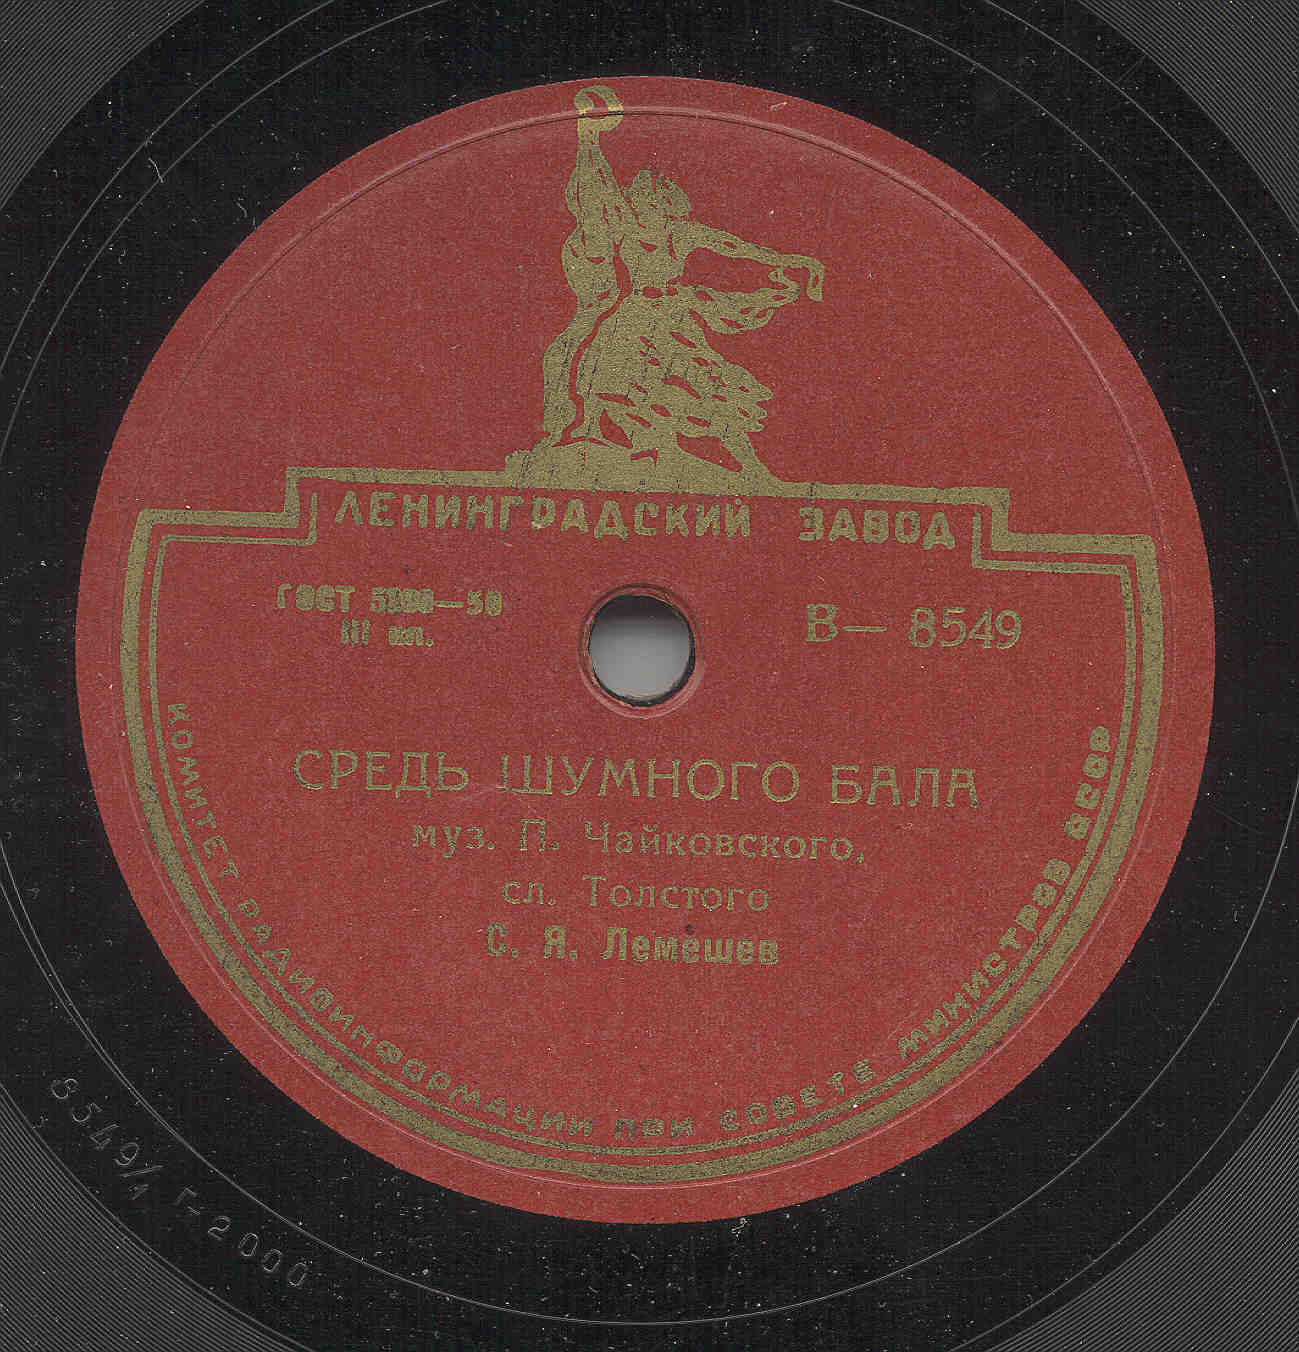 ЛЕНИНГРАДСКИЙ ЗАВОД
ГОСТ 5289—50
III кл.
В— 8549
СРЕДЬ ШУМНОГО БАЛА
муз. П. Чайковского,
сл. Толстого
С. Я. Лемешев
КОМИТЕТ РАДИОИНФОРМАЦИИ ПРИ СОВЕТЕ МИНИСТРОВ СССР
8549/1 Г-2000